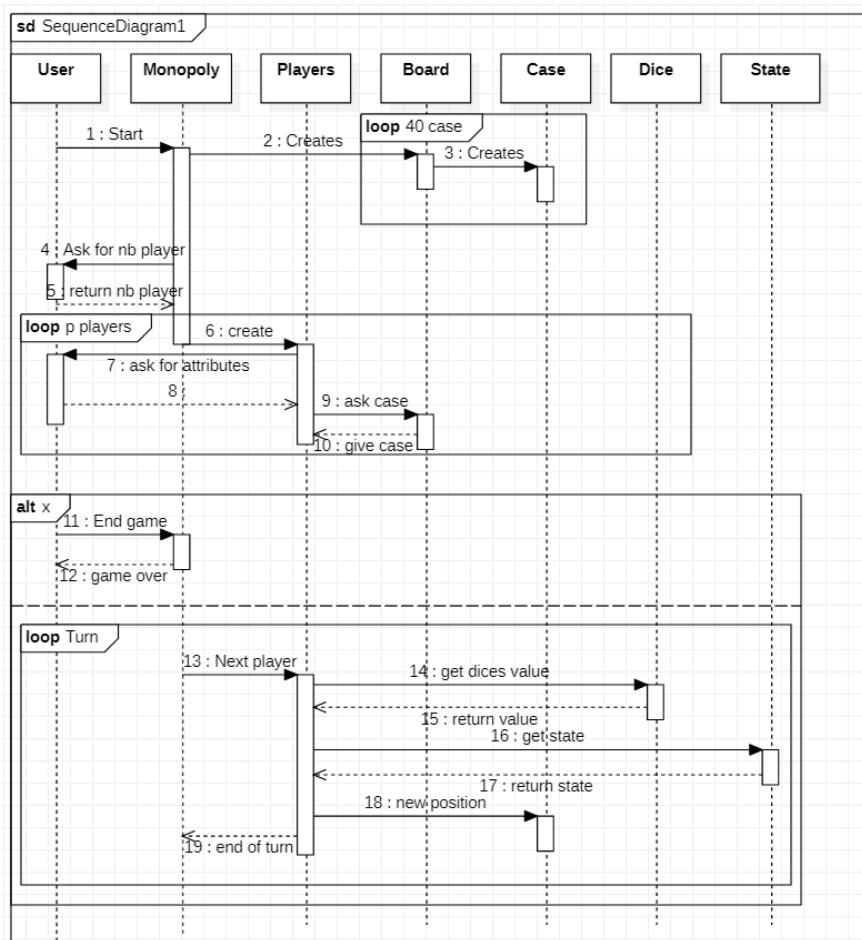 sd SequenceDiagram1
User
Monopoly
Players
Board
Case
Dice
State
loop 40 case
1 : Start
2 : Creates
3 : Creates
4 : Ask for nb player
5 : return nb player
loop p players
6 : create
7 : ask for attributes
8 :
9 : ask case
10 : give case
alt x
11 : End game
12 : game over
loop Turn
13 : Next player
14 : get dices value
15 : return value
16 : get state
17 : return state
18 : new position
19 : end of turn